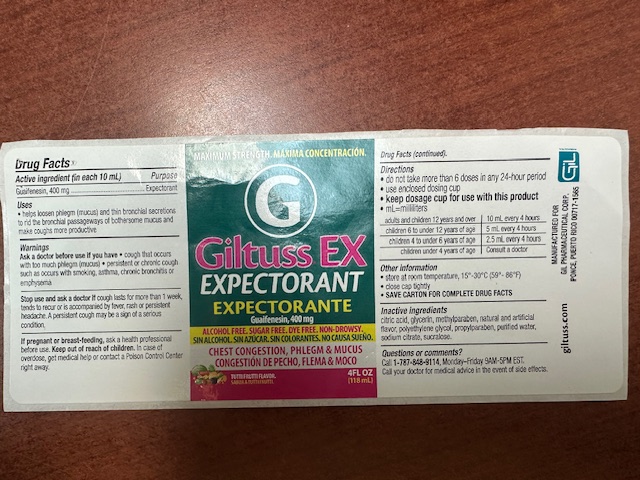 Drug Facts
Active ingredient (in each 10 mL) Purpose
Guaifenesin, 400 mg Expectorant
Uses
• helps loosen phlegm (mucus) and thin bronchial secretions
to rid the bronchial passageways of bothersome mucus and
make coughs more productive
Warnings
Ask a doctor before use if you have • cough that occurs
with too much phlegm (mucus) • persistent or chronic cough
such as occurs with smoking, asthma, chronic bronchitis or
emphysema
Stop use and ask a doctor if cough lasts for more than 1 week,
tends to recur or is accompanied by fever, rash or persistent
headache. A persistent cough may be a sign of a serious
condition.
If pregnant or breast-feeding, ask a health professional
before use. Keep out of reach of children. In case of
overdose, get medical help or contact a Poison Control Center
right away.
MAXIMUM STRENGTH. MÁXIMA CONCENTRACIÓN.
G
Giltuss EX
EXPECTORANT
EXPECTORANTE
Guaifenesin, 400 mg
ALCOHOL FREE. SUGAR FREE. DYE FREE. NON-DROWSY.
SIN ALCOHOL. SIN AZÚCAR. SIN COLORANTES. NO CAUSA SUEÑO.
CHEST CONGESTION, PHLEGM & MUCUS
CONGESTIÓN DE PECHO, FLEMA & MOCO
TUTTI FRUTTI FLAVOR.
SABOR A TUTTI FRUTTI.
4FL OZ
(118 mL)
Drug Facts (continued).
Directions
• do not take more than 6 doses in any 24-hour period
• use enclosed dosing cup
• keep dosage cup for use with this product
• mL=milliliters
adults and children 12 years and over 10 mL every 4 hours
children 6 to under 12 years of age 5 mL every 4 hours
children 4 to under 6 years of age 2.5 mL every 4 hours
children under 4 years of age Consult a doctor
Other information
• store at room temperature, 15°-30°C (59°- 86°F)
• close cap tightly
• SAVE CARTON FOR COMPLETE DRUG FACTS
Inactive ingredients
citric acid, glycerin, methylparaben, natural and artificial
flavor, polyethylene glycol, propylparaben, purified water,
sodium citrate, sucralose.
Questions or comments?
Call 1-787-848-9114, Monday-Friday 9AM-5PM EST.
Call your doctor for medical advice in the event of side effects.
GIL
MANUFACTURED FOR
GIL PHARMACEUTICAL CORP.
PONCE, PUERTO RICO 00717-1565
giltuss.com